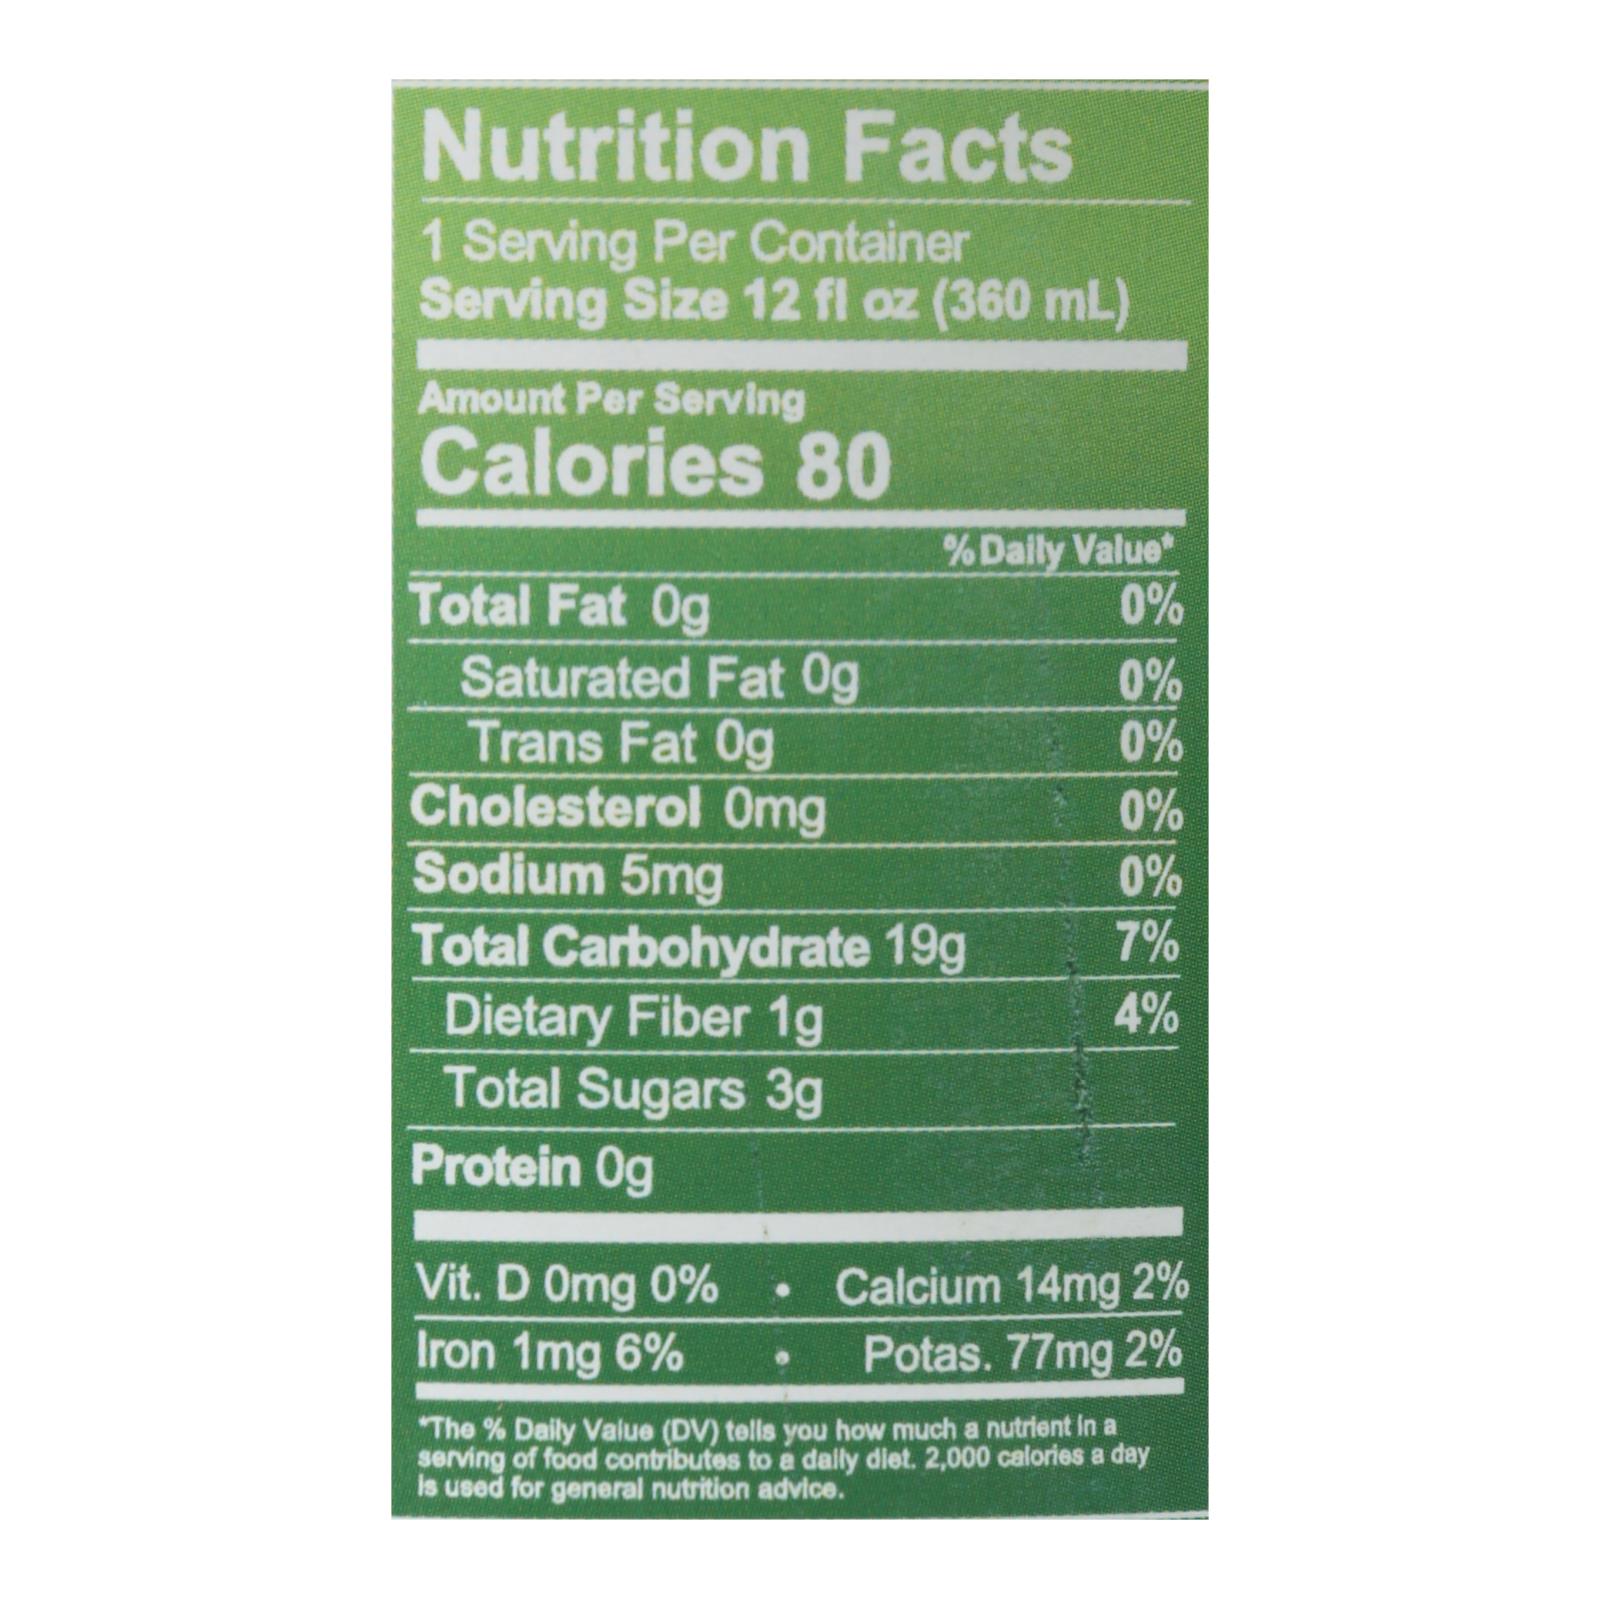 Nutrition Facts
1 Serving Per Container
Serving Size 12 fl oz (360 mL)
Amount Per Serving
Calories 80
% Daily Value*
Total Fat 0g 0%
Saturated Fat 0g 0%
Trans Fat 0g 0%
Cholesterol 0mg 0%
Sodium 5mg 0%
Total Carbohydrate 19g 7%
Dietary Fiber 1g 4%
Total Sugars 3g
Protein 0g
Vit. D 0mg 0% • Calcium 14mg 2%
Iron 1mg 6% • Potas. 77mg 2%
*The % Daily Value (DV) tells you how much a nutrient in a
serving of food contributes to a daily diet. 2,000 calories a day
is used for general nutrition advice.